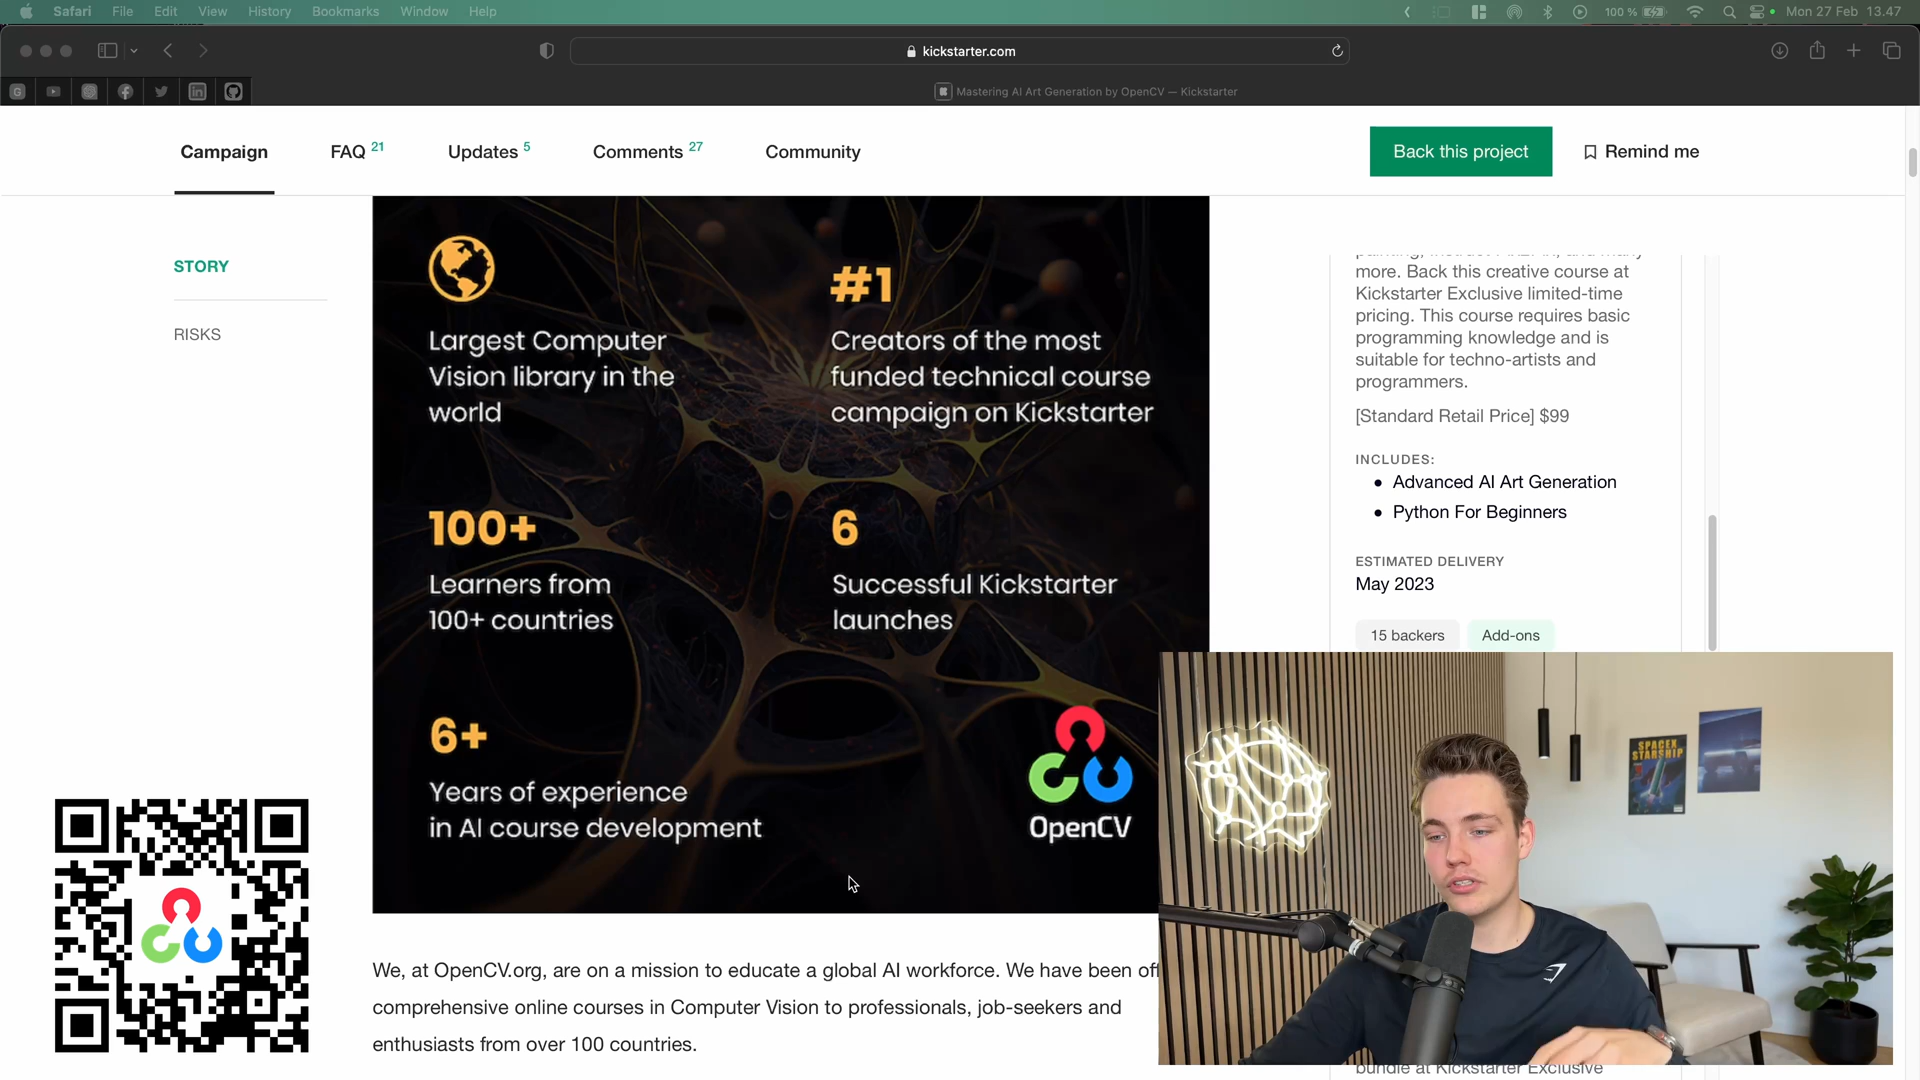 Safari File Edit View History Bookmarks Window Help
100 % Mon 27 Feb 13.47
kickstarter.com
Mastering AI Art Generation by OpenCV — Kickstarter
Campaign FAQ 21 Updates 5 Comments 27 Community Back this project Remind me
STORY
RISKS
Largest Computer
Vision library in the
world
#1
Creators of the most
funded technical course
campaign on Kickstarter
100+
Learners from
100+ countries
6
Successful Kickstarter
launches
6+
Years of experience
in AI course development
OpenCV
We, at OpenCV.org, are on a mission to educate a global AI workforce. We have been
comprehensive online courses in Computer Vision to professionals, job-seekers and
enthusiasts from over 100 countries.
more. Back this creative course at
Kickstarter Exclusive limited-time
pricing. This course requires basic
programming knowledge and is
suitable for techno-artists and
programmers.
[Standard Retail Price] $99
INCLUDES:
• Advanced AI Art Generation
• Python For Beginners
ESTIMATED DELIVERY
May 2023
15 backers Add-ons
SPACEX
STARSHIP
bundle at Kickstarter Exclusive